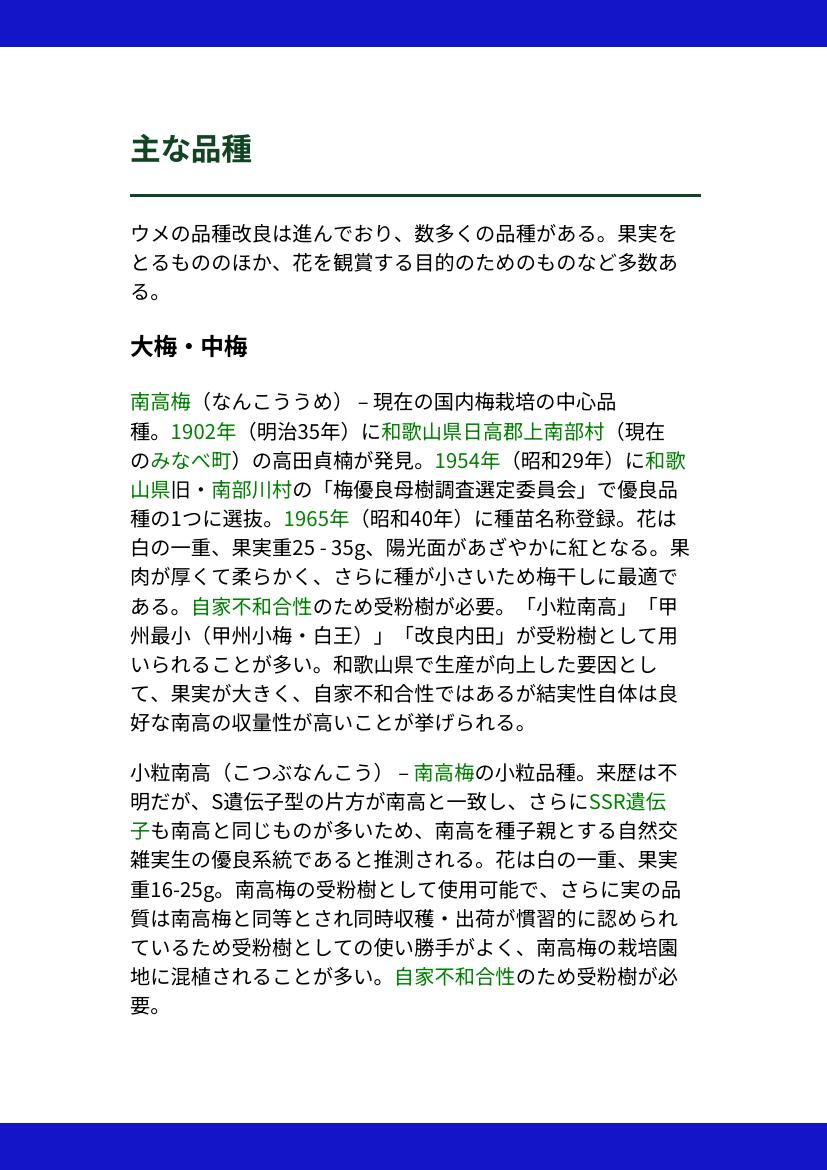 主な品種
ウメの品種改良は進んでおり、数多くの品種がある。果実を
とるもののほか、花を観賞する目的のためのものなど多数あ
る。
大梅・中梅
南高梅（なんこううめ） – 現在の国内梅栽培の中心品
種。1902年（明治35年）に和歌山県日高郡上南部村（現在
のみなべ町）の高田貞楠が発見。1954年（昭和29年）に和歌
山県旧・南部川村の「梅優良母樹調査選定委員会」で優良品
種の1つに選抜。1965年（昭和40年）に種苗名称登録。花は
白の一重、果実重25 - 35g、陽光面があざやかに紅となる。果
肉が厚くて柔らかく、さらに種が小さいため梅干しに最適で
ある。自家不和合性のため受粉樹が必要。「小粒南高」「甲
州最小（甲州小梅・白王）」「改良内田」が受粉樹として用
いられることが多い。和歌山県で生産が向上した要因とし
て、果実が大きく、自家不和合性ではあるが結実性自体は良
好な南高の収量性が高いことが挙げられる。
小粒南高（こつぶなんこう） – 南高梅の小粒品種。来歴は不
明だが、S遺伝子型の片方が南高と一致し、さらにSSR遺伝
子も南高と同じものが多いため、南高を種子親とする自然交
雑実生の優良系統であると推測される。花は白の一重、果実
重16-25g。南高梅の受粉樹として使用可能で、さらに実の品
質は南高梅と同等とされ同時収穫・出荷が慣習的に認められ
ているため受粉樹としての使い勝手がよく、南高梅の栽培園
地に混植されることが多い。自家不和合性のため受粉樹が必
要。